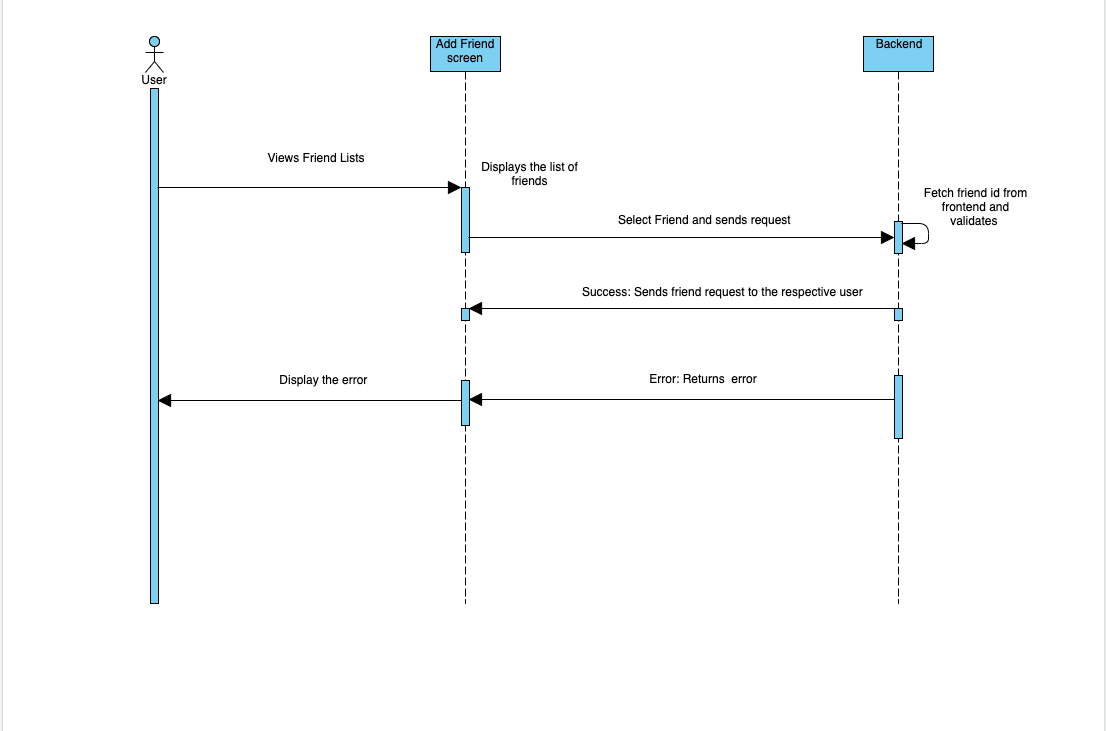 Add Friend
screen
Backend
User
Views Friend Lists
Displays the list of
friends
Fetch friend id from
frontend and
validates
Select Friend and sends request
Success: Sends friend request to the respective user
Display the error
Error: Returns  error